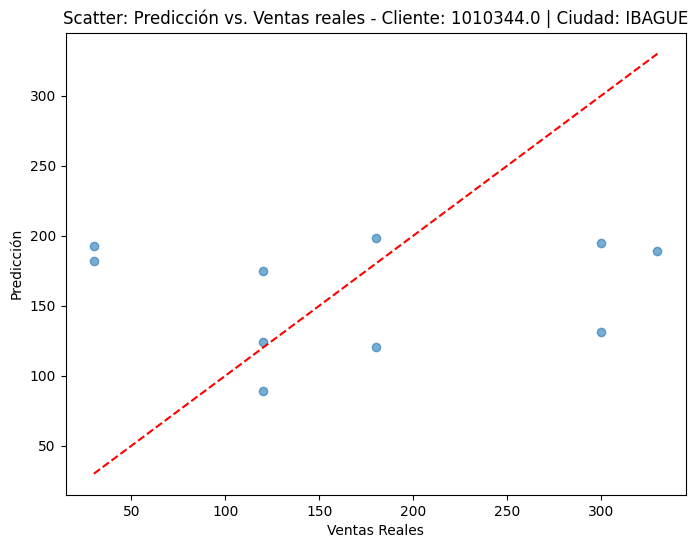 Scatter: Predicción vs. Ventas reales - Cliente: 1010344.0 | Ciudad: IBAGUE
300
250
200
150
100
50
Predicción
50 100 150 200 250 300
Ventas Reales